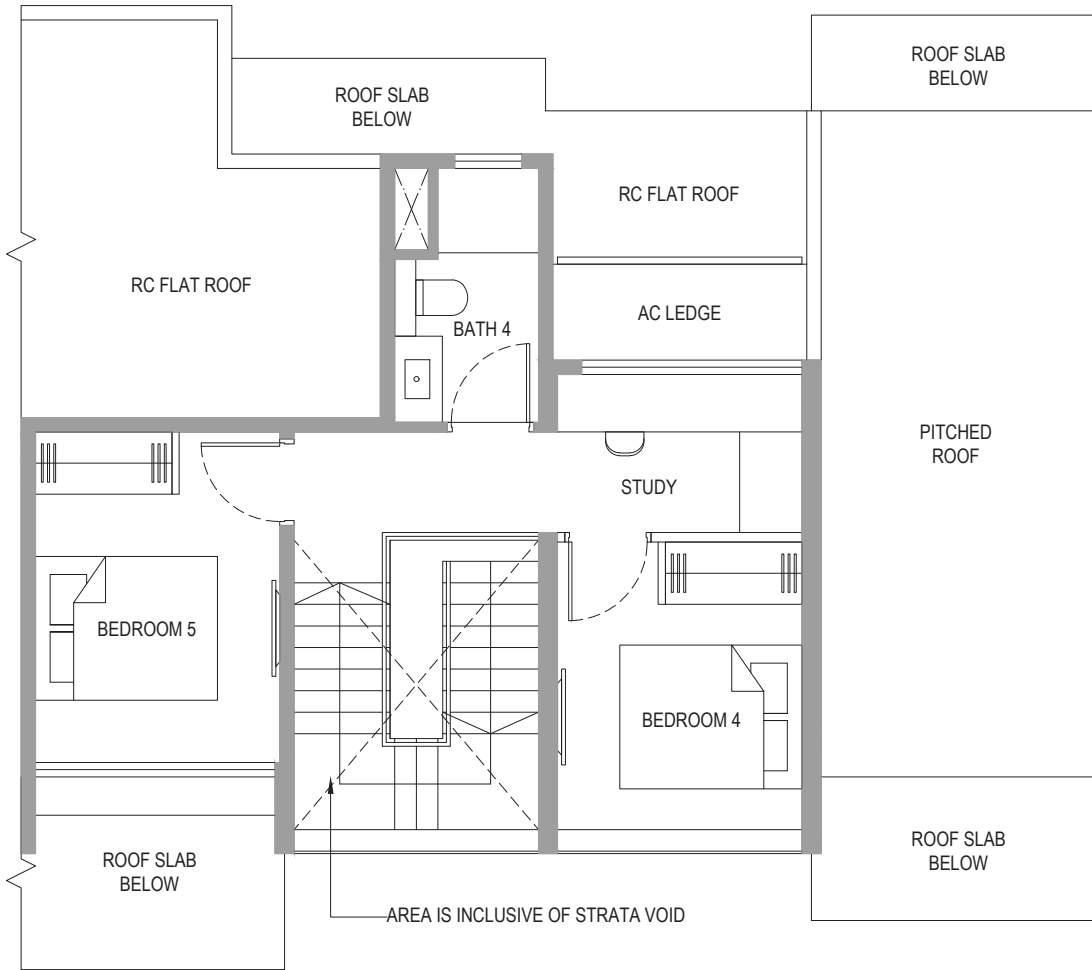 ROOF SLAB
BELOW
ROOF SLAB
BELOW
RC FLAT ROOF
RC FLAT ROOF
AC LEDGE
BATH 4
PITCHED
ROOF
STUDY
BEDROOM 5
BEDROOM 4
ROOF SLAB
BELOW
ROOF SLAB
BELOW
AREA IS INCLUSIVE OF STRATA VOID